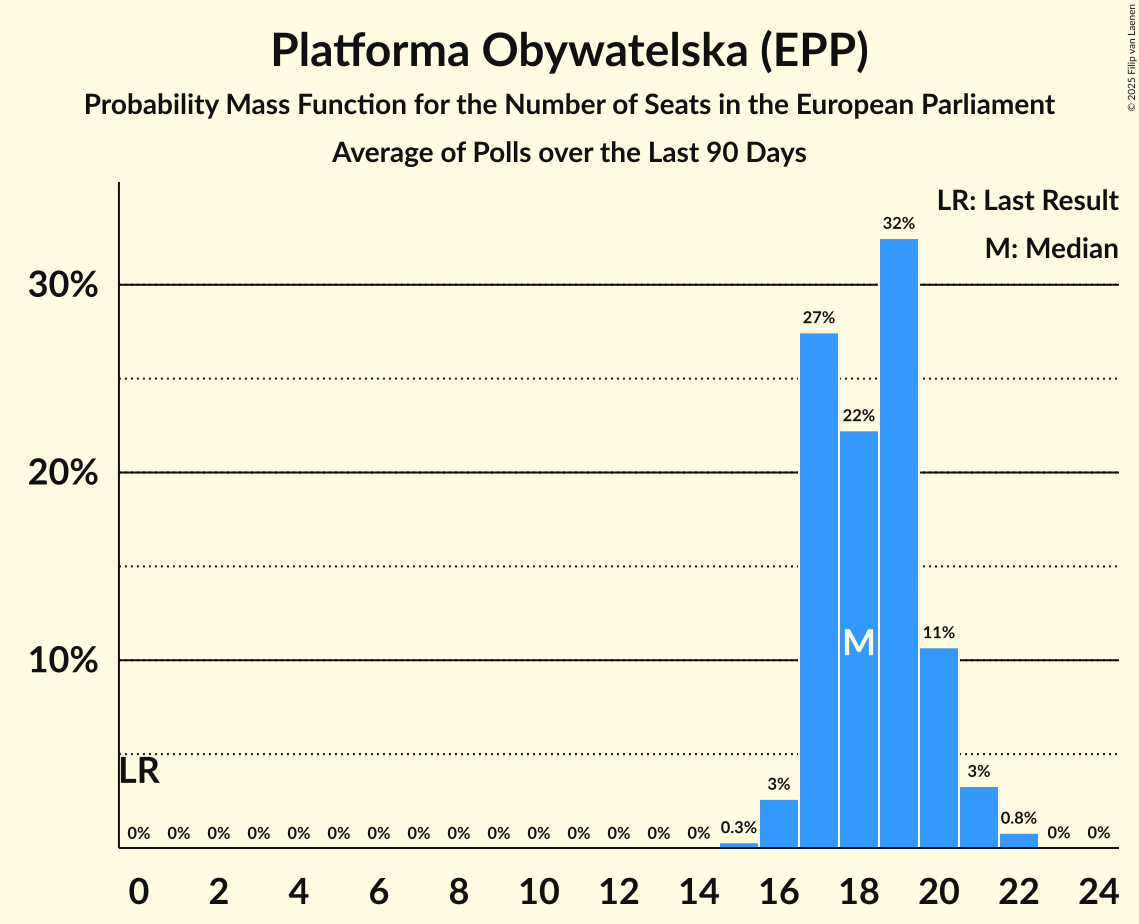 Platforma Obywatelska (EPP)
Probability Mass Function for the Number of Seats in the European Parliament
Average of Polls over the Last 90 Days
© 2025 Filip van Laenen
LR: Last Result
M: Median
30%
20%
10%
32%
27%
22%
11%
M
LR
0% 0% 0% 0% 0% 0% 0% 0% 0% 0% 0% 0% 0% 0% 0% 0.3% 3% 3% 0.8% 0% 0%
0 2 4 6 8 10 12 14 16 18 20 22 24